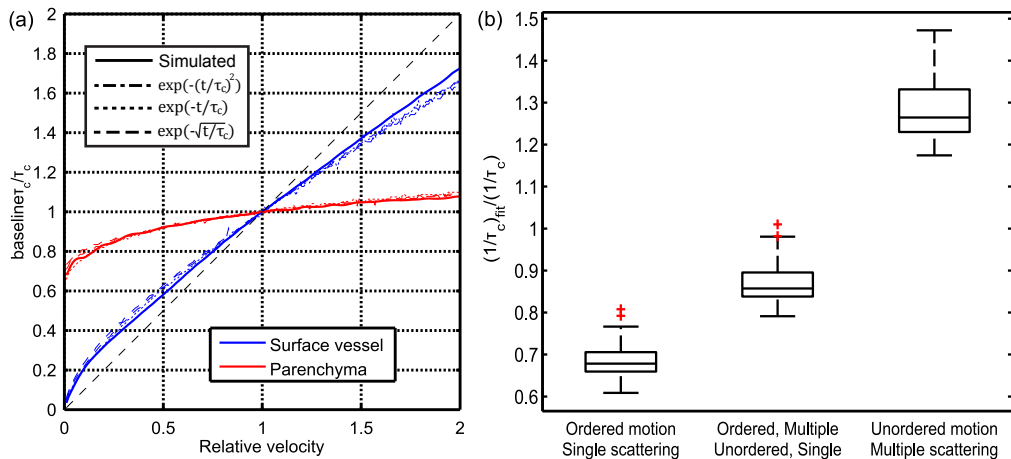 (a)
2
1.8
1.6
1.4
1.2
1
0.8
0.6
0.4
0.2
0
baselineτc/τc
Simulated
exp(-(t/τc)²)
exp(-t/τc)
exp(-√t/τc)
Surface vessel
Parenchyma
0 0.5 1 1.5 2
Relative velocity
(b)
1.5
1.4
1.3
1.2
1.1
1
0.9
0.8
0.7
0.6
0.5
(1/τc)fit/(1/τc)
Ordered motion
Single scattering
Ordered, Multiple
Unordered, Single
Unordered motion
Multiple scattering